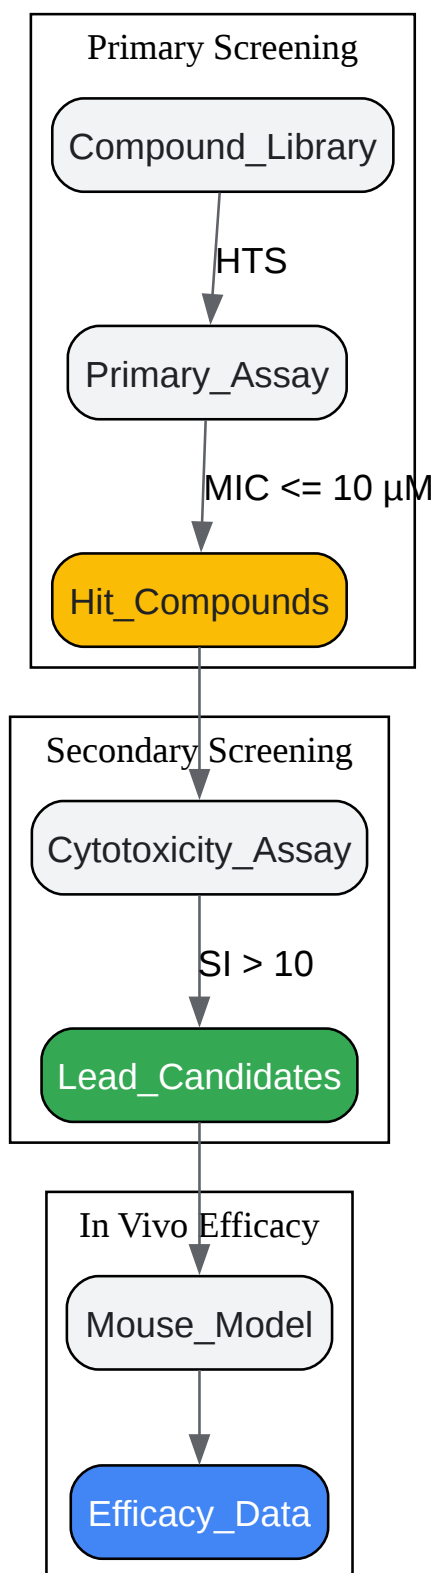 Primary Screening
Compound_Library
HTS
Primary_Assay
MIC <= 10 µM
Hit_Compounds
Secondary Screening
Cytotoxicity_Assay
SI > 10
Lead_Candidates
In Vivo Efficacy
Mouse_Model
Efficacy_Data